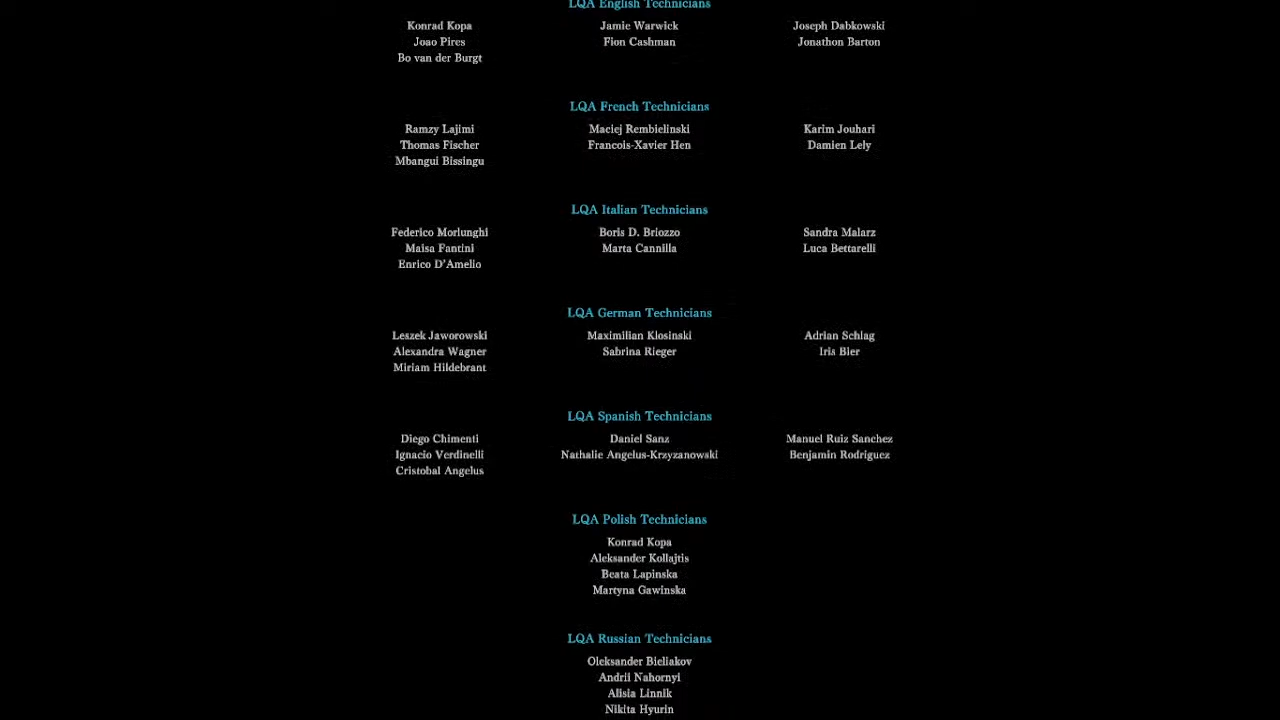 LQA English Technicians
Konrad Kopa Jamie Warwick Joseph Dabkowski
Joao Pires Fion Cashman Jonathon Barton
Bo van der Burgt
LQA French Technicians
Ramzy Lajimi Maciej Rembielinski Karim Jouhari
Thomas Fischer Francois-Xavier Hen Damien Lely
Mbangui Bissingu
LQA Italian Technicians
Federico Morlunghi Boris D. Briozzo Sandra Malarz
Maisa Fantini Marta Cannilla Luca Bettarelli
Enrico D'Amelio
LQA German Technicians
Leszek Jaworowski Maximilian Klosinski Adrian Schlag
Alexandra Wagner Sabrina Rieger Iris Bier
Miriam Hildebrant
LQA Spanish Technicians
Diego Chimenti Daniel Sanz Manuel Ruiz Sanchez
Ignacio Verdinelli Nathalie Angelus-Krzyzanowski Benjamin Rodriguez
Cristobal Angelus
LQA Polish Technicians
Konrad Kopa
Aleksander Kollajtis
Beata Lapinska
Martyna Gawinska
LQA Russian Technicians
Oleksander Bieliakov
Andrii Nahornyi
Alisia Linnik
Nikita Hyurin